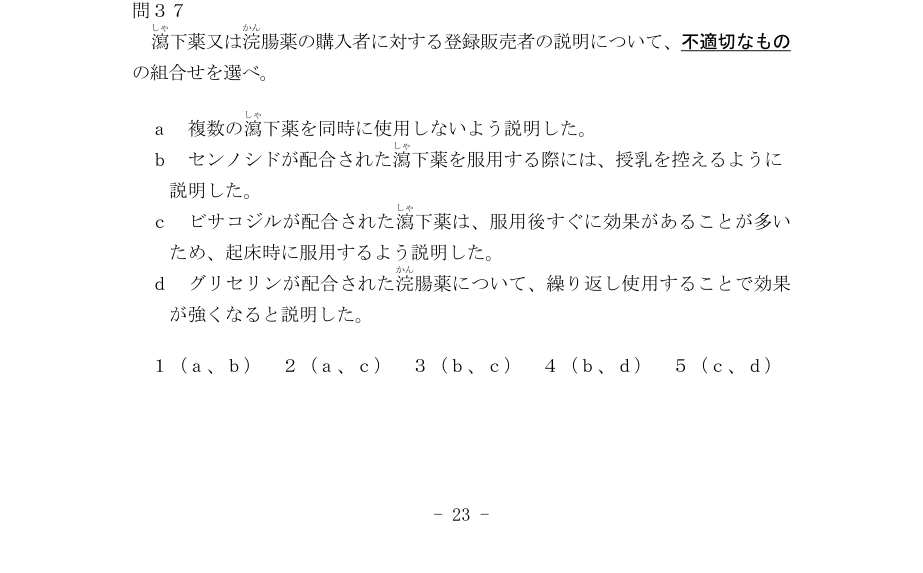 問３７
瀉下薬又は浣腸薬の購入者に対する登録販売者の説明について、不適切なもの
の組合せを選べ。
ａ　複数の瀉下薬を同時に使用しないよう説明した。
ｂ　センノシドが配合された瀉下薬を服用する際には、授乳を控えるように
説明した。
ｃ　ビサコジルが配合された瀉下薬は、服用後すぐに効果があることが多い
ため、起床時に服用するよう説明した。
ｄ　グリセリンが配合された浣腸薬について、繰り返し使用することで効果
が強くなると説明した。
１（ａ、ｂ）　２（ａ、ｃ）　３（ｂ、ｃ）　４（ｂ、ｄ）　５（ｃ、ｄ）
- 23 -